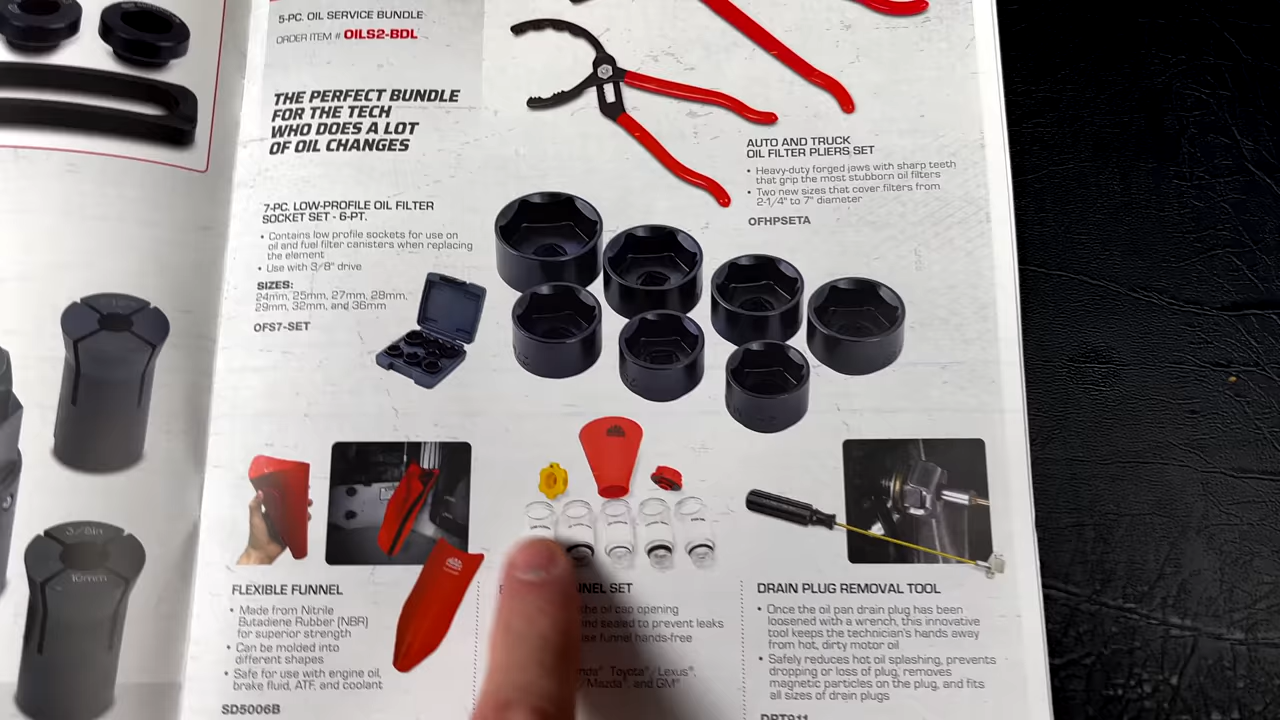 5-PC. OIL SERVICE BUNDLE
ORDER ITEM # OILS2-BDL
THE PERFECT BUNDLE
FOR THE TECH
WHO DOES A LOT
OF OIL CHANGES
AUTO AND TRUCK
OIL FILTER PLIERS SET
• Heavy-duty forged jaws with sharp teeth
that grip the most stubborn oil filters
• Two new sizes that cover filters from
2-1/4" to 7" diameter
OFHPSETA
7-PC. LOW-PROFILE OIL FILTER
SOCKET SET - 6-PT.
• Contains low profile sockets for use on
oil and fuel filter canisters when replacing
the element
• Use with 3/8" drive
SIZES:
24mm, 25mm, 27mm, 28mm,
29mm, 32mm, and 36mm
OFS7-SET
3/8in
10mm
FLEXIBLE FUNNEL
• Made from Nitrile
Butadiene Rubber (NBR)
for superior strength
• Can be molded into
different shapes
• Safe for use with engine oil,
brake fluid, ATF, and coolant
SD5006B
SET
the oil cap opening
sealed to prevent leaks
funnel hands-free
Toyota®/Lexus®,
/Mazda®, and GM®
DRAIN PLUG REMOVAL TOOL
• Once the oil pan drain plug has been
loosened with a wrench, this innovative
tool keeps the technician's hands away
from hot, dirty motor oil
• Safely reduces hot oil splashing, prevents
dropping or loss of plug, removes
magnetic particles on the plug, and fits
all sizes of drain plugs
DPT911